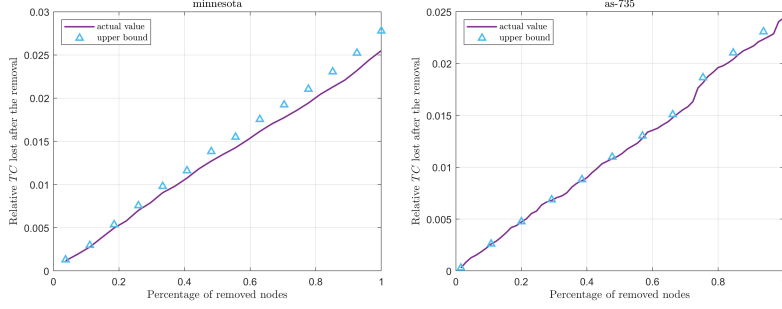 minnesota
0.03
0.025
0.02
0.015
0.01
0.005
0
actual value
upper bound
Relative TC lost after the removal
0 0.2 0.4 0.6 0.8 1
Percentage of removed nodes
as-735
0.025
0.02
0.015
0.01
0.005
0
actual value
upper bound
Relative TC lost after the removal
0 0.2 0.4 0.6 0.8
Percentage of removed nodes